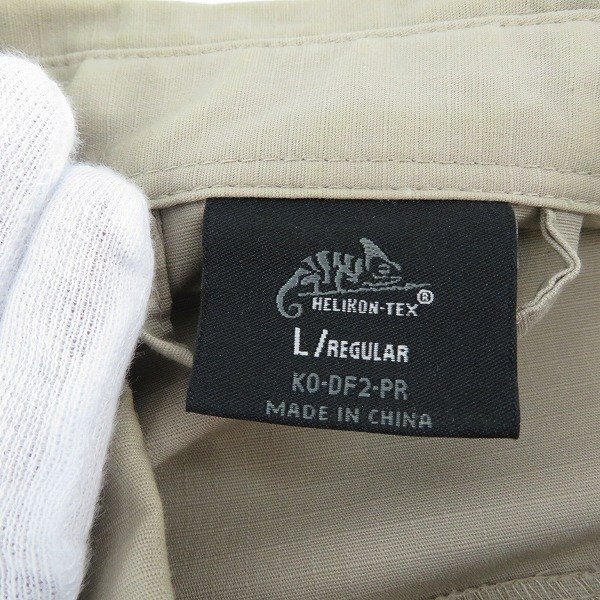 HELIKON-TEX®
L/REGULAR
KO-DF2-PR
MADE IN CHINA